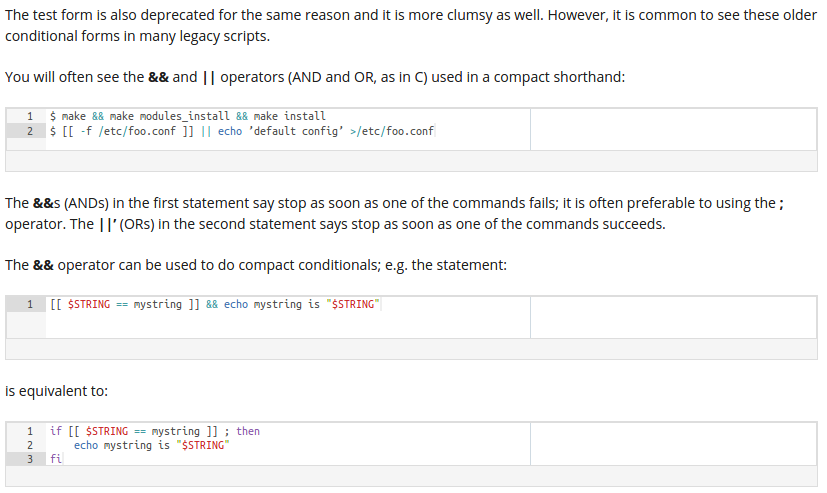 The test form is also deprecated for the same reason and it is more clumsy as well. However, it is common to see these older
conditional forms in many legacy scripts.
You will often see the && and || operators (AND and OR, as in C) used in a compact shorthand:
1 $ make && make modules_install && make install
2 $ [[ -f /etc/foo.conf ]] || echo ’default config’ >/etc/foo.conf
The &&s (ANDs) in the first statement say stop as soon as one of the commands fails; it is often preferable to using the ;
operator. The ||’ (ORs) in the second statement says stop as soon as one of the commands succeeds.
The && operator can be used to do compact conditionals; e.g. the statement:
1 [[ $STRING == mystring ]] && echo mystring is "$STRING"
is equivalent to:
1 if [[ $STRING == mystring ]] ; then
2 echo mystring is "$STRING"
3 fi